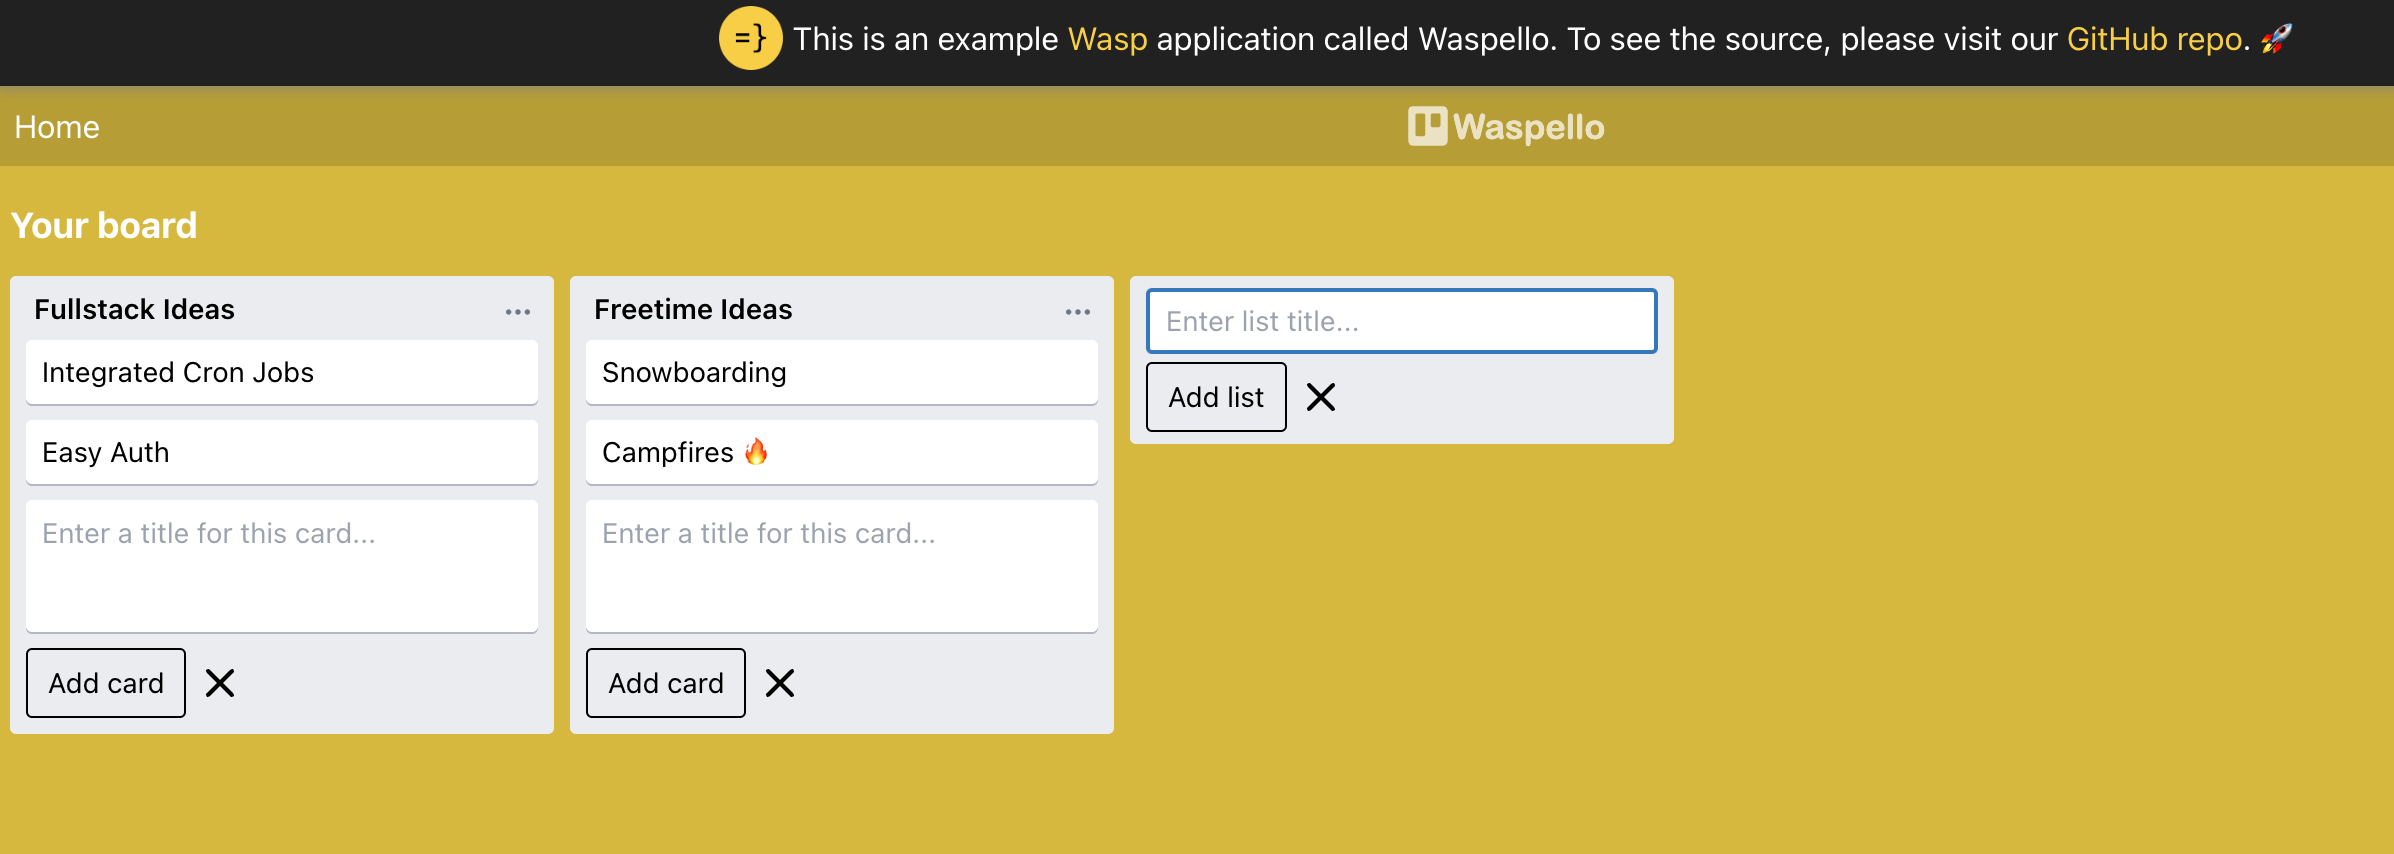 =} This is an example Wasp application called Waspello. To see the source, please visit our GitHub repo. 🚀
Home
Waspello
Your board
Fullstack Ideas
Integrated Cron Jobs
Easy Auth
Enter a title for this card...
Add card
Freetime Ideas
Snowboarding
Campfires 🔥
Enter a title for this card...
Add card
Enter list title...
Add list